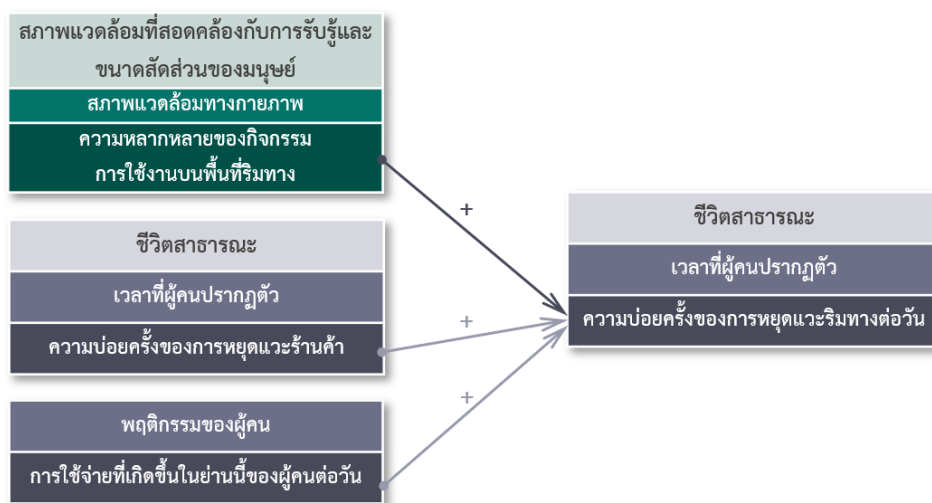 สภาพแวดล้อมที่สอดคล้องกับการรับรู้และ
ขนาดสัดส่วนของมนุษย์
สภาพแวดล้อมทางกายภาพ
ความหลากหลายของกิจกรรม
การใช้งานบนพื้นที่ริมทาง
+
ชีวิตสาธารณะ
เวลาที่ผู้คนปรากฏตัว
ความบ่อยครั้งของการหยุดแวะร้านค้า
+
พฤติกรรมของผู้คน
การใช้จ่ายที่เกิดขึ้นในย่านนี้ของผู้คนต่อวัน
+
ชีวิตสาธารณะ
เวลาที่ผู้คนปรากฏตัว
ความบ่อยครั้งของการหยุดแวะริมทางต่อวัน